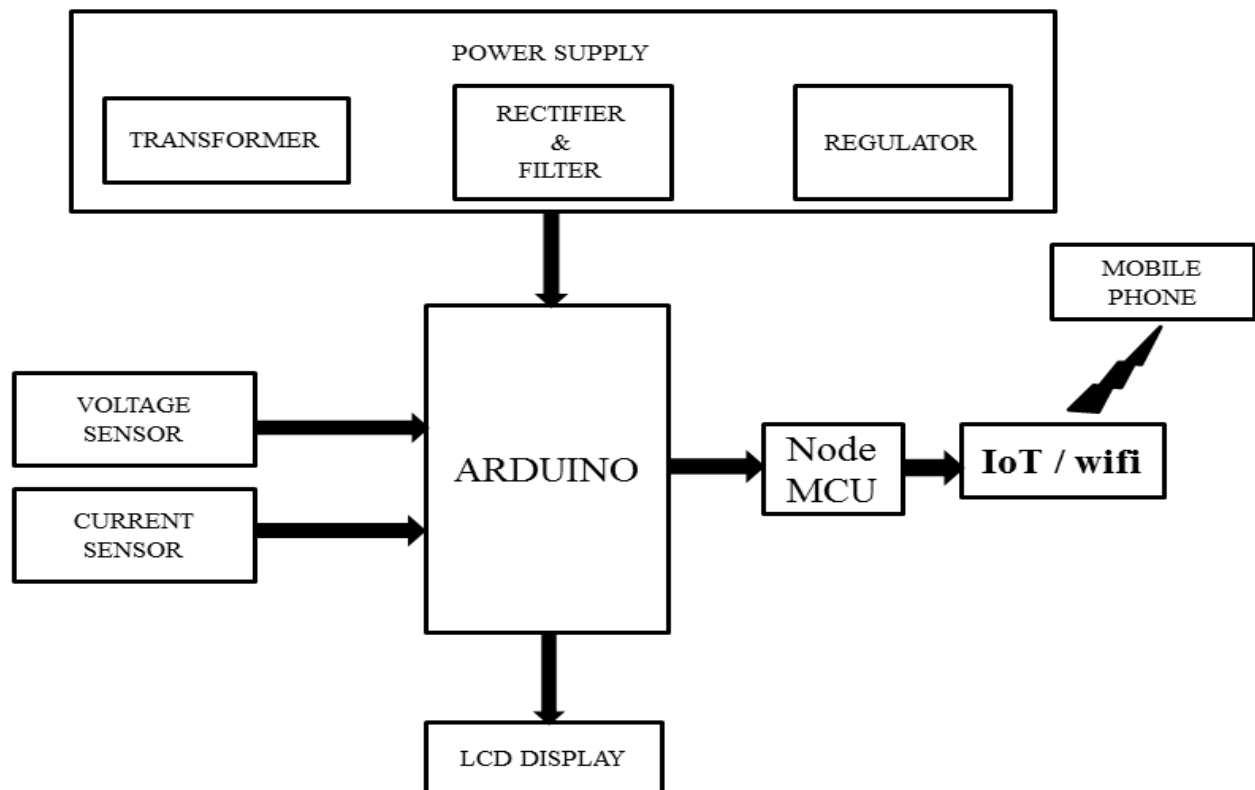 POWER SUPPLY
TRANSFORMER
RECTIFIER
&
FILTER
REGULATOR
MOBILE
PHONE
VOLTAGE
SENSOR
ARDUINO
Node
MCU
IoT / wifi
CURRENT
SENSOR
LCD DISPLAY